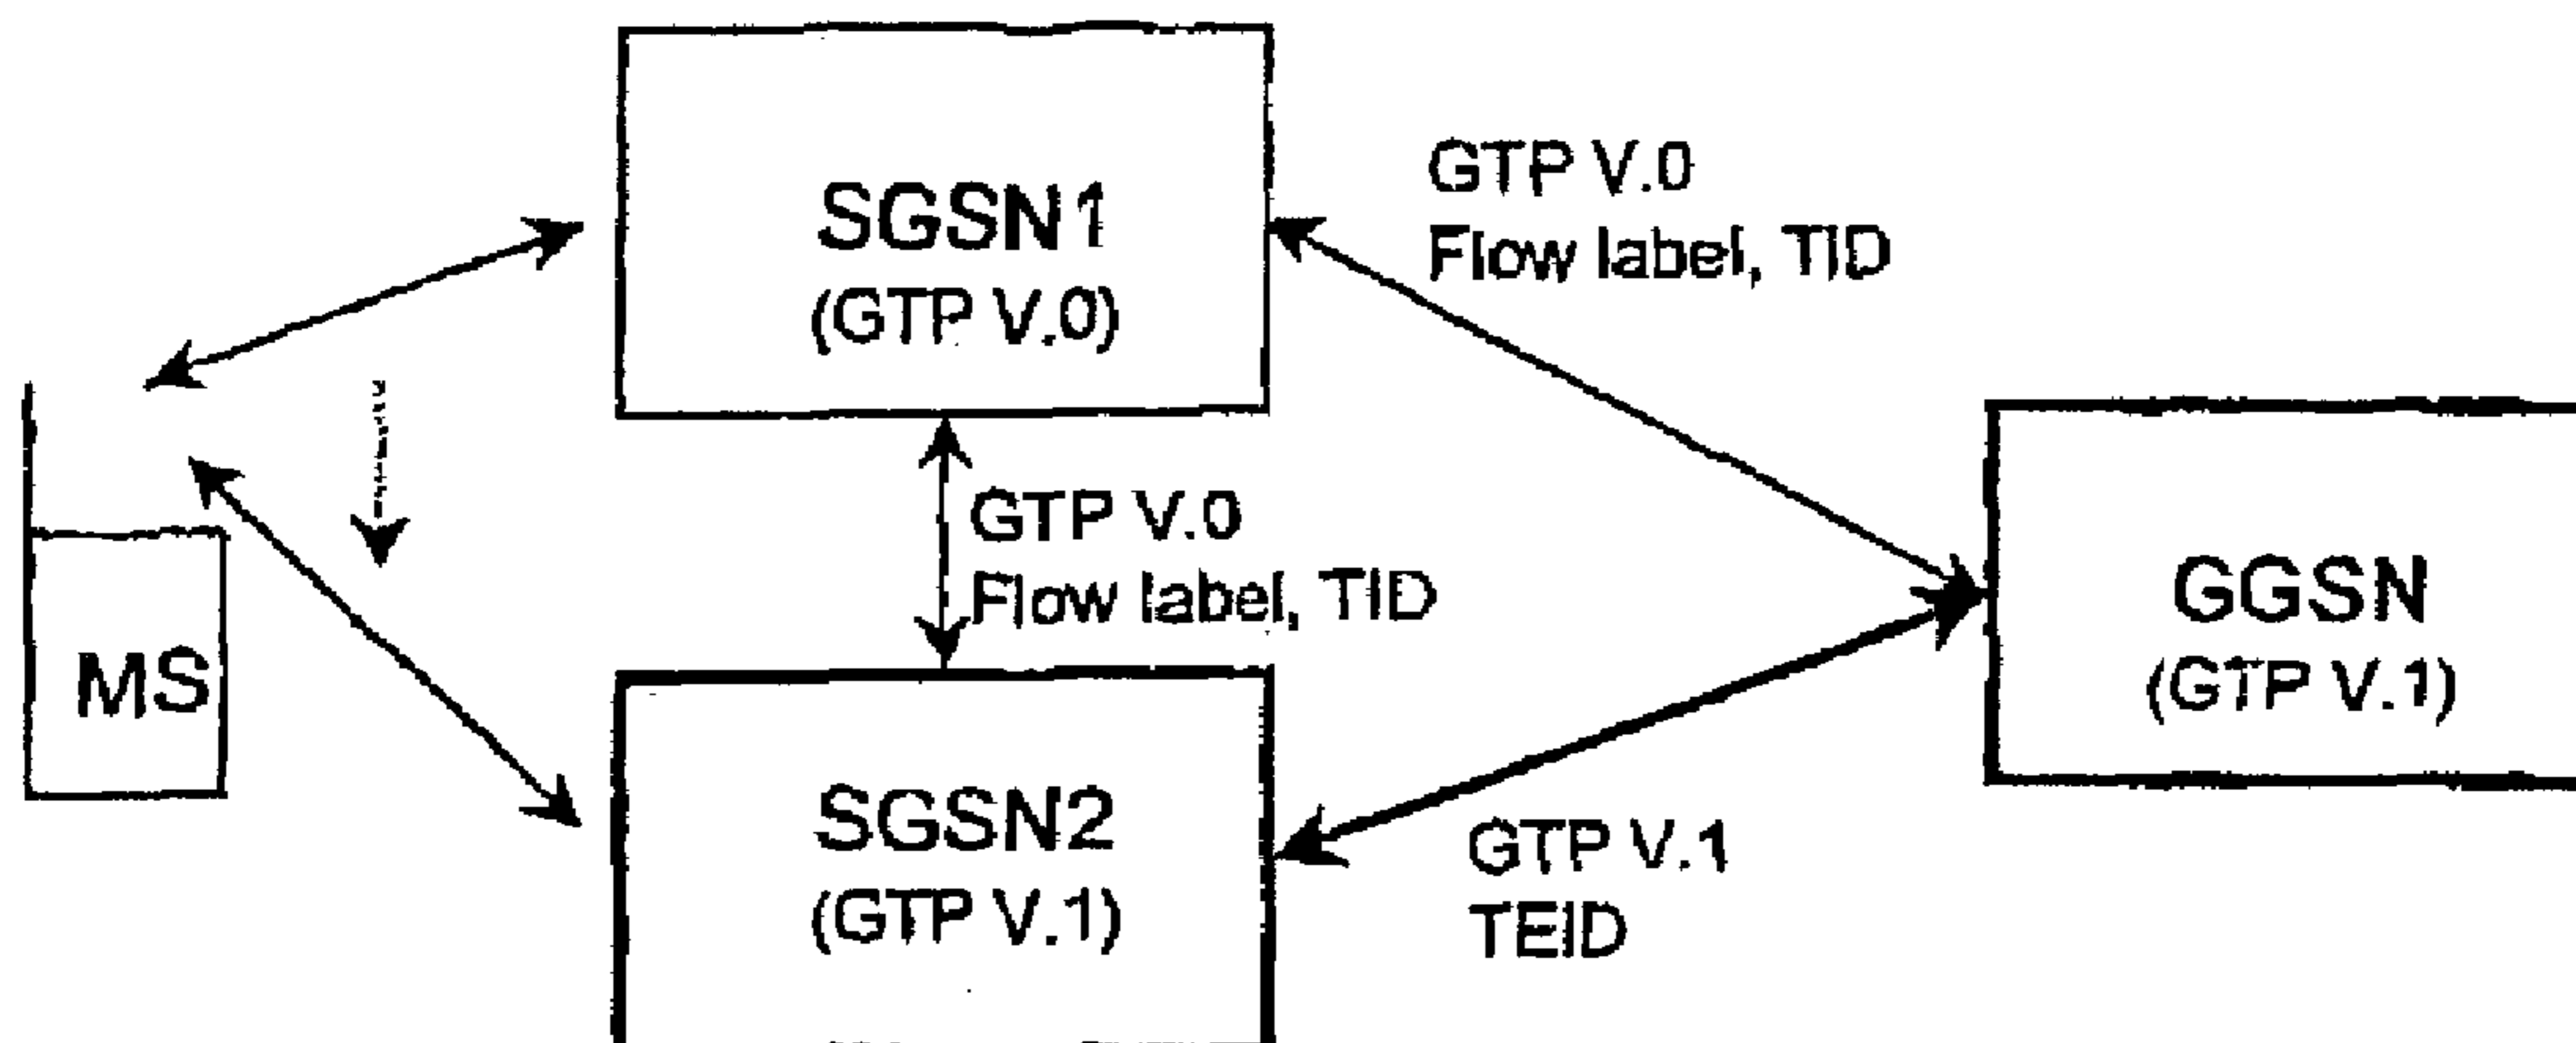 SGSN1
(GTP V.0)
GTP V.0
Flow label, TID
GTP V.0
Flow label, TID
MS
GGSN
(GTP V.1)
SGSN2
(GTP V.1)
GTP V.1
TEID